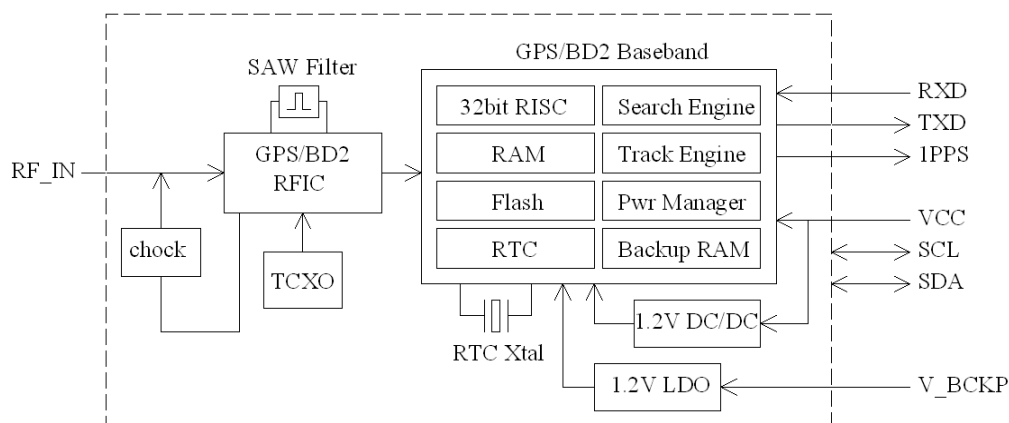 GPS/BD2 Baseband
SAW Filter
32bit RISC
Search Engine
RXD
TXD
GPS/BD2
RFIC
RAM
Track Engine
1PPS
RF_IN
Flash
Pwr Manager
VCC
chock
RTC
Backup RAM
SCL
TCXO
SDA
1.2V DC/DC
RTC Xtal
1.2V LDO
V_BCKP